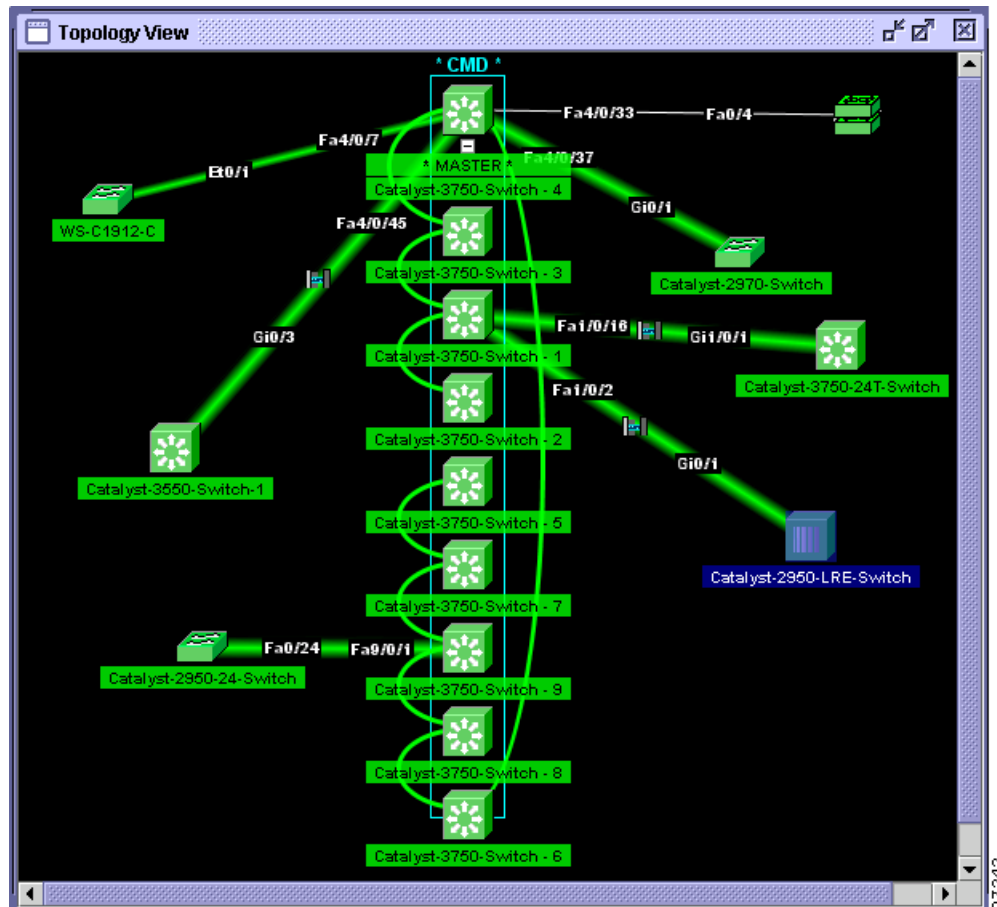 Topology View
* CMD *
Fa4/0/33
Fa0/4
Fa4/0/7
Et0/1
* MASTER *
Fa4/0/37
Catalyst-3750-Switch - 4
WS-C1912-C
Fa4/0/45
Gi0/1
Catalyst-3750-Switch - 3
Catalyst-2970-Switch
Gi0/3
Fa1/0/16
Gi1/0/1
Catalyst-3750-Switch - 1
Catalyst-3750-24T-Switch
Fa1/0/2
Catalyst-3750-Switch - 2
Gi0/1
Catalyst-3550-Switch-1
Catalyst-3750-Switch - 5
Catalyst-2950-LRE-Switch
Catalyst-3750-Switch - 7
Fa0/24
Fa9/0/1
Catalyst-2950-24-Switch
Catalyst-3750-Switch - 9
Catalyst-3750-Switch - 8
Catalyst-3750-Switch - 6